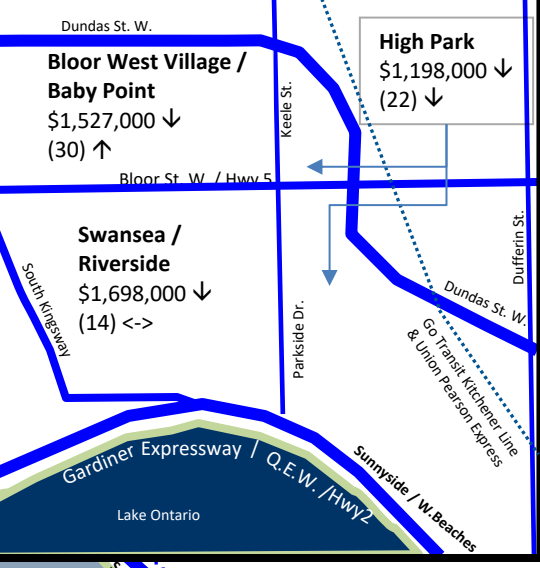 Dundas St. W.
Bloor West Village /
Baby Point
$1,527,000 ↓
(30) ↑
High Park
$1,198,000 ↓
(22) ↓
Keele St.
Bloor St. W. / Hwy 5
Swansea /
Riverside
$1,698,000 ↓
(14) <->
South Kingsway
Parkside Dr.
Dufferin St.
Dundas St. W.
Go Transit Kitchener Line
& Union Pearson Express
Gardiner Expressway / Q.E.W. /Hwy2
Sunnyside / W.Beaches
Lake Ontario